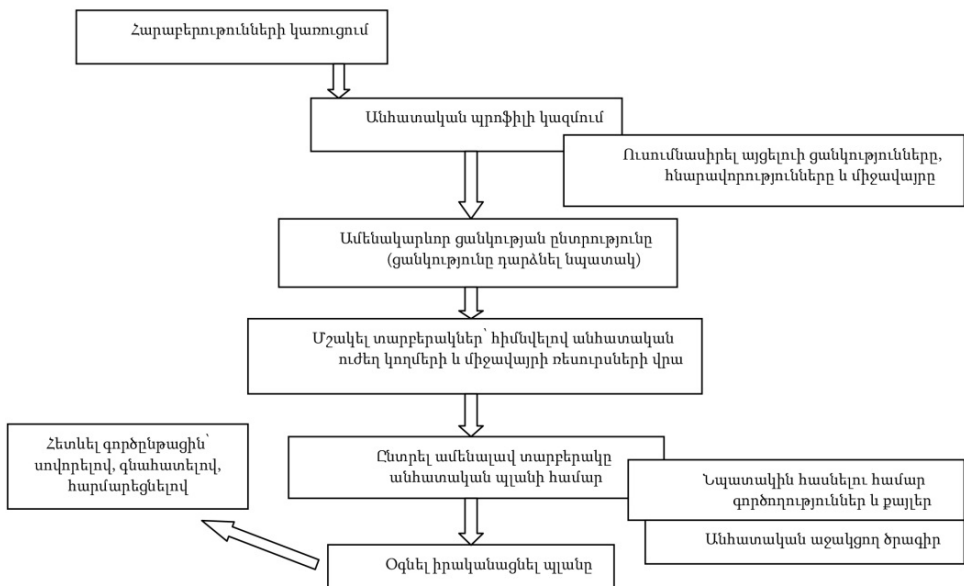 Հարաբերութունների կառուցում
Անհատական պրոֆիլի կազմում
Ուսումնասիրել այցելուի ցանկությունները,
հնարավորությունները և միջավայրը
Ամենակարևոր ցանկության ընտրությունը
(ցանկությունը դարձնել նպատակ)
Մշակել տարբերակներ՝ հիմնվելով անհատական
ուժեղ կողմերի և միջավայրի ռեսուրսների վրա
Ընտրել ամենալավ տարբերակը
անհատական պլանի համար
Նպատակին հասնելու համար
գործողություններ և քայլեր
Անհատական աջակցող ծրագիր
Օգնել իրականացնել պլանը
Հետևել գործընթացին՝
սովորելով, գնահատելով,
հարմարեցնելով